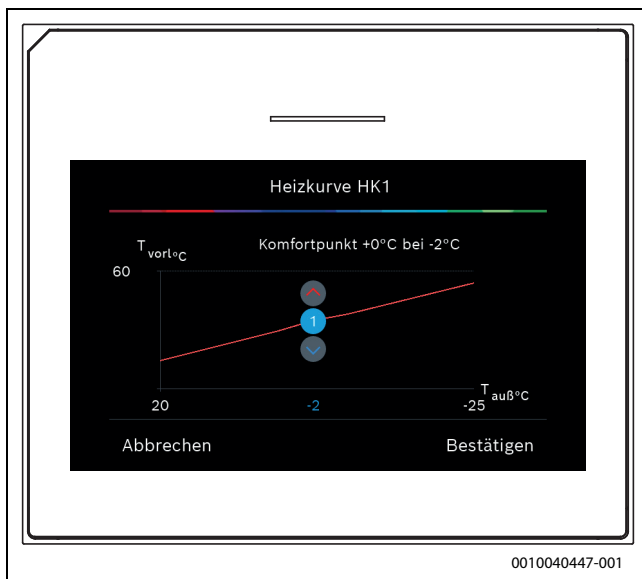 Heizkurve HK1
T vorl°C
Komfortpunkt +0°C bei -2°C
60
1
T auß°C
20 -2 -25
Abbrechen Bestätigen
0010040447-001